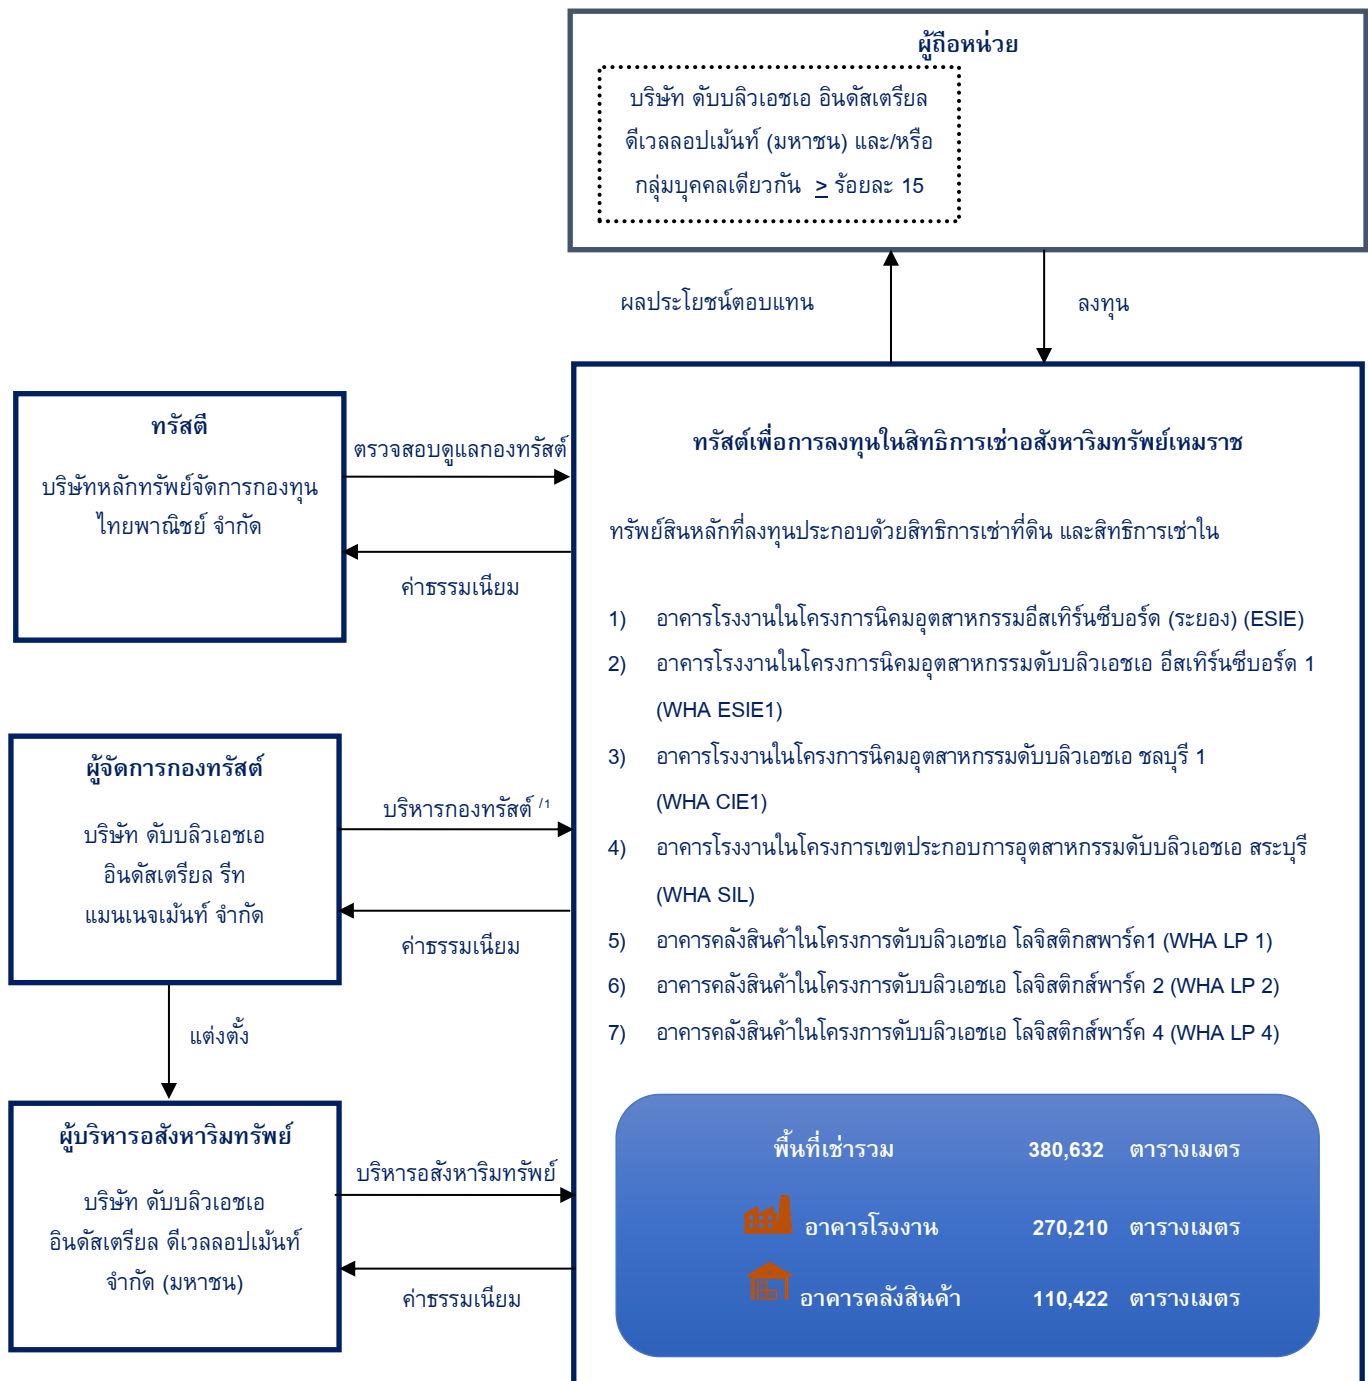 ผู้ถือหน่วย
บริษัท ดับบลิวเอชเอ อินดัสเตรียล
ดีเวลลอปเม้นท์ (มหาชน) และ/หรือ
กลุ่มบุคคลเดียวกัน > ร้อยละ 15
ผลประโยชน์ตอบแทน
ลงทุน
ทรัสตี
บริษัทหลักทรัพย์จัดการกองทุน
ไทยพาณิชย์ จำกัด
ตรวจสอบดูแลกองทรัสต์
ค่าธรรมเนียม
ผู้จัดการกองทรัสต์
บริษัท ดับบลิวเอชเอ
อินดัสเตรียล รีท
แมนเนจเม้นท์ จำกัด
บริหารกองทรัสต์ /1
ค่าธรรมเนียม
แต่งตั้ง
ผู้บริหารอสังหาริมทรัพย์
บริษัท ดับบลิวเอชเอ
อินดัสเตรียล ดีเวลลอปเม้นท์
จำกัด (มหาชน)
บริหารอสังหาริมทรัพย์
ค่าธรรมเนียม
ทรัสต์เพื่อการลงทุนในสิทธิการเช่าอสังหาริมทรัพย์เหมราช
ทรัพย์สินหลักที่ลงทุนประกอบด้วยสิทธิการเช่าที่ดิน และสิทธิการเช่าใน
1) อาคารโรงงานในโครงการนิคมอุตสาหกรรมอีสเทิร์นซีบอร์ด (ระยอง) (ESIE)
2) อาคารโรงงานในโครงการนิคมอุตสาหกรรมดับบลิวเอชเอ อีสเทิร์นซีบอร์ด 1
(WHA ESIE1)
3) อาคารโรงงานในโครงการนิคมอุตสาหกรรมดับบลิวเอชเอ ชลบุรี 1
(WHA CIE1)
4) อาคารโรงงานในโครงการเขตประกอบการอุตสาหกรรมดับบลิวเอชเอ สระบุรี
(WHA SIL)
5) อาคารคลังสินค้าในโครงการดับบลิวเอชเอ โลจิสติกสพาร์ค1 (WHA LP 1)
6) อาคารคลังสินค้าในโครงการดับบลิวเอชเอ โลจิสติกส์พาร์ค 2 (WHA LP 2)
7) อาคารคลังสินค้าในโครงการดับบลิวเอชเอ โลจิสติกส์พาร์ค 4 (WHA LP 4)
พื้นที่เช่ารวม 380,632 ตารางเมตร
อาคารโรงงาน 270,210 ตารางเมตร
อาคารคลังสินค้า 110,422 ตารางเมตร